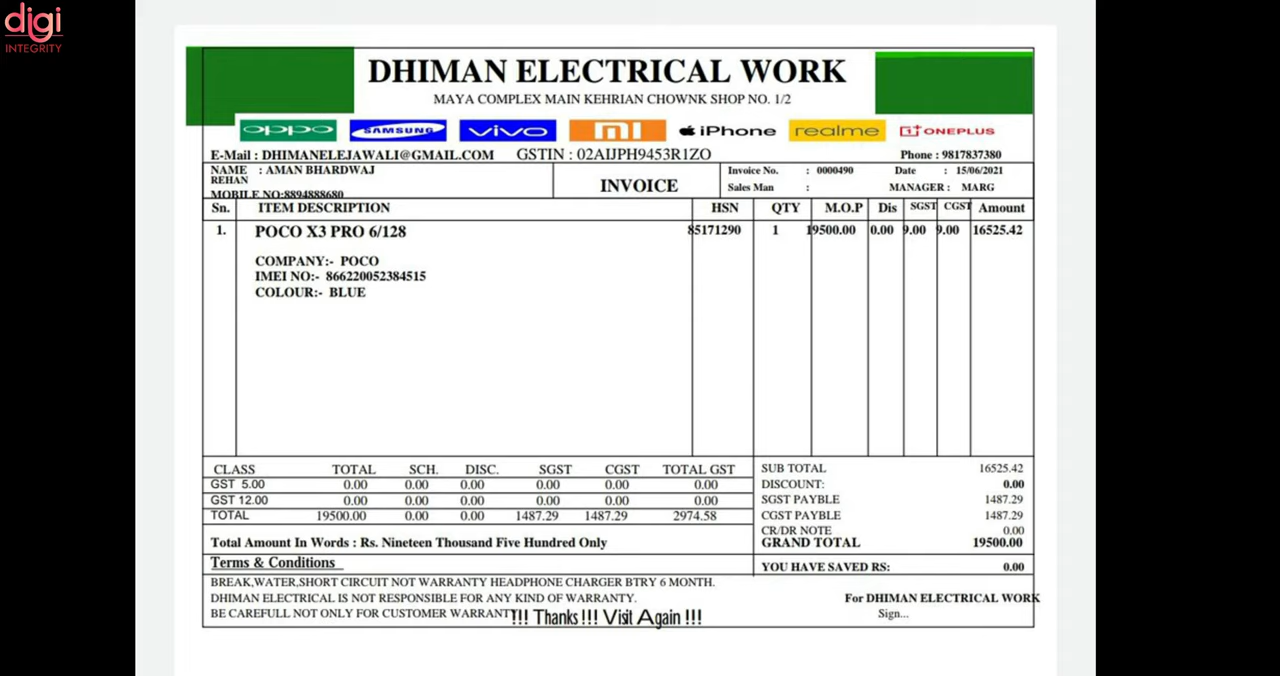 digi
INTEGRITY
DHIMAN ELECTRICAL WORK
MAYA COMPLEX MAIN KEHRIAN CHOWNK SHOP NO. 1/2
oppo SAMSUNG vivo MI iPhone realme 1+ ONEPLUS
E-Mail : DHIMANELEJAWALI@GMAIL.COM GSTIN : 02AIJPH9453R1ZO Phone : 9817837380
NAME : AMAN BHARDWAJ
REHAN
MOBILE NO:8894888680
INVOICE
Invoice No. : 0000490 Date : 15/06/2021
Sales Man : MANAGER : MARG
Sn. ITEM DESCRIPTION HSN QTY M.O.P Dis SGST CGST Amount
1. POCO X3 PRO 6/128 85171290 1 19500.00 0.00 9.00 9.00 16525.42
COMPANY:- POCO
IMEI NO:- 866220052384515
COLOUR:- BLUE
CLASS TOTAL SCH. DISC. SGST CGST TOTAL GST
GST 5.00 0.00 0.00 0.00 0.00 0.00 0.00
GST 12.00 0.00 0.00 0.00 0.00 0.00 0.00
TOTAL 19500.00 0.00 0.00 1487.29 1487.29 2974.58
SUB TOTAL 16525.42
DISCOUNT: 0.00
SGST PAYBLE 1487.29
CGST PAYBLE 1487.29
CR/DR NOTE 0.00
GRAND TOTAL 19500.00
Total Amount In Words : Rs. Nineteen Thousand Five Hundred Only
Terms & Conditions
YOU HAVE SAVED RS: 0.00
BREAK,WATER,SHORT CIRCUIT NOT WARRANTY HEADPHONE CHARGER BTRY 6 MONTH.
DHIMAN ELECTRICAL IS NOT RESPONSIBLE FOR ANY KIND OF WARRANTY.
BE CAREFULL NOT ONLY FOR CUSTOMER WARRANTY
!!! Thanks !!! Visit Again !!!
For DHIMAN ELECTRICAL WORK
Sign...